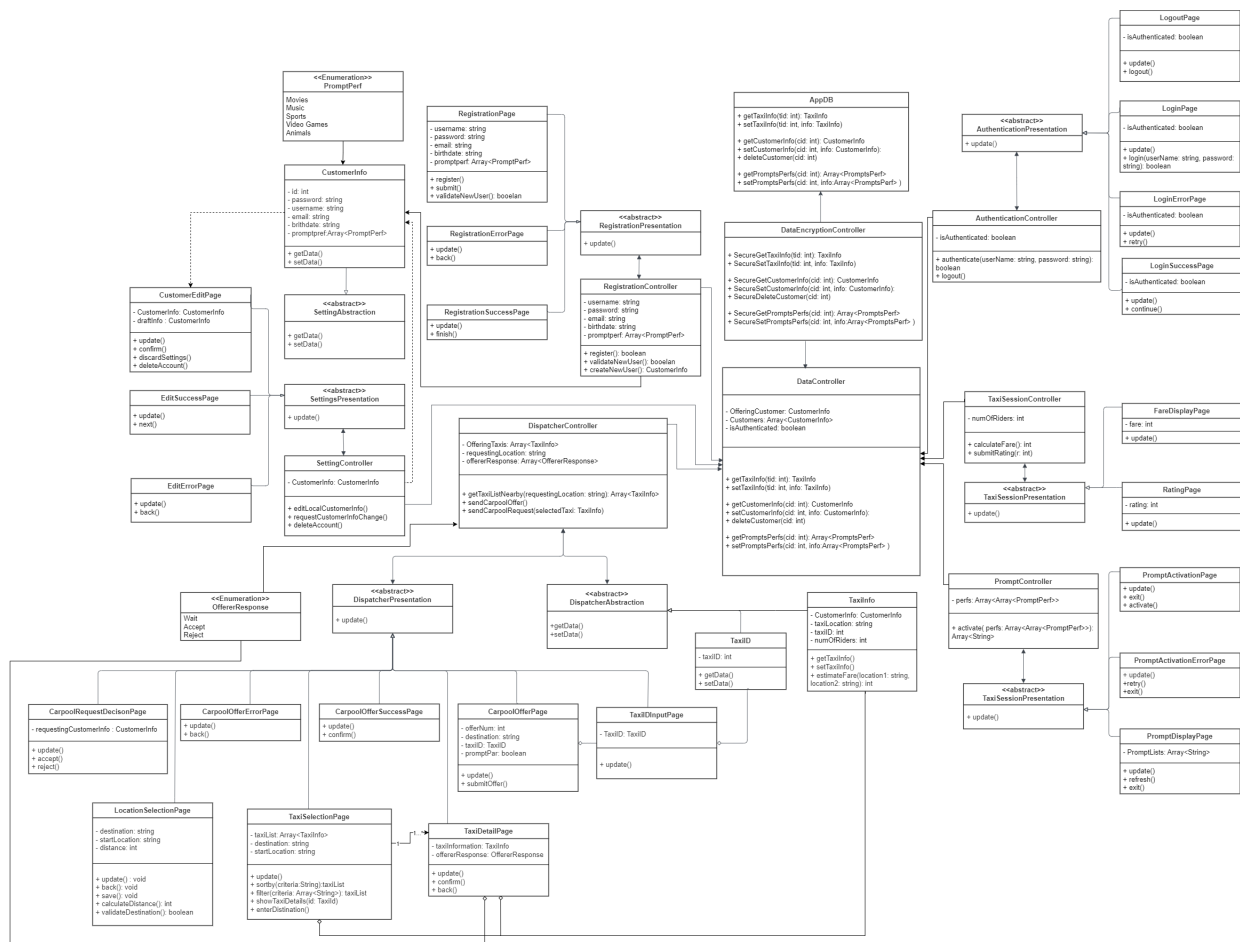 LogoutPage
- isAuthenticated: boolean
+ update()
+ logout()
<<Enumeration>>
PromptPerf
Movies
Music
Sports
Video Games
Animals
RegistrationPage
- username: string
- password: string
- email: string
- birthdate: string
- promptperf: Array<PromptPerf>
+ register()
+ submit()
+ validateNewUser(): booelan
AppDB
+ getTaxiInfo(tid: int): TaxiInfo
+ setTaxiInfo(tid: int, info: TaxiInfo)
+ getCustomerInfo(cid: int): CustomerInfo
+ setCustomerInfo(cid: int, info: CustomerInfo):
+ deleteCustomer(cid: int)
+ getPromptsPerfs(cid: int): Array<PromptsPerf>
+ setPromptsPerfs(cid: int, info:Array<PromptsPerf> )
<<abstract>>
AuthenticationPresentation
+ update()
LoginPage
- isAuthenticated: boolean
+ update()
+ login(userName: string, password:
string): boolean
CustomerInfo
- id: int
- password: string
- username: string
- email: string
- brithdate: string
- promptpref:Array<PromptPerf>
+ getData()
+ setData()
RegistrationErrorPage
+ update()
+ back()
<<abstract>>
RegistrationPresentation
+ update()
DataEncryptionController
+ SecureGetTaxiInfo(tid: int): TaxiInfo
+ SecureSetTaxiInfo(tid: int, info: TaxiInfo)
+ SecureGetCustomerInfo(cid: int): CustomerInfo
+ SecureSetCustomerInfo(cid: int, info: CustomerInfo):
+ SecureDeleteCustomer(cid: int)
+ SecureGetPromptsPerfs(cid: int): Array<PromptsPerf>
+ SecureSetPromptsPerfs(cid: int, info:Array<PromptsPerf> )
AuthenticationController
- isAuthenticated: boolean
+ authenticate(userName: string, password: string):
boolean
+ logout()
LoginErrorPage
- isAuthenticated: boolean
+ update()
+ retry()
LoginSuccessPage
- isAuthenticated: boolean
+ update()
+ continue()
CustomerEditPage
- CustomerInfo: CustomerInfo
- draftInfo : CustomerInfo
+ update()
+ confirm()
+ discardSettings()
+ deleteAccount()
<<abstract>>
SettingAbstraction
+ getData()
+ setData()
RegistrationSuccessPage
+ update()
+ finish()
RegistrationController
- username: string
- password: string
- email: string
- birthdate: string
- promptperf: Array<PromptPerf>
+ register(): boolean
+ validateNewUser(): booelan
+ createNewUser(): CustomerInfo
DataController
- OfferingCustomer: CustomerInfo
- Customers: Array<CustomerInfo>
- isAuthenticated: boolean
+ getTaxiInfo(tid: int): TaxiInfo
+ setTaxiInfo(tid: int, info: TaxiInfo)
+ getCustomerInfo(cid: int): CustomerInfo
+ setCustomerInfo(cid: int, info: CustomerInfo):
+ deleteCustomer(cid: int)
+ getPromptsPerfs(cid: int): Array<PromptsPerf>
+ setPromptsPerfs(cid: int, info:Array<PromptsPerf> )
EditSuccessPage
+ update()
+ next()
<<abstract>>
SettingsPresentation
+ update()
TaxiSessionController
- numOfRiders: int
+ calculateFare(): int
+ submitRating(r: int)
FareDisplayPage
- fare: int
+ update()
DispatcherController
- OfferingTaxis: Array<TaxiInfo>
- requestingLocation: string
- offererResponse: Array<OffererResponse>
+ getTaxiListNearby(requestingLocation: string): Array<TaxiInfo>
+ sendCarpoolOffer()
+ sendCarpoolRequest(selectedTaxi: TaxiInfo)
EditErrorPage
+ update()
+ back()
SettingController
- CustomerInfo: CustomerInfo
+ editLocalCustomerInfo()
+ requestCustomerInfoChange()
+ deleteAccount()
<<abstract>>
TaxiSessionPresentation
+ update()
RatingPage
- rating: int
+ update()
<<Enumeration>>
OffererResponse
Wait
Accept
Reject
<<abstract>>
DispatcherPresentation
+ update()
<<abstract>>
DispatcherAbstraction
+getData()
+setData()
TaxiInfo
- CustomerInfo: CustomerInfo
- taxiLocation: string
- taxiID: int
- numOfRiders: int
+ getTaxiInfo()
+ setTaxiInfo()
+ estimateFare(location1: string,
location2: string): int
PromptController
- perfs: Array<Array<PromptPerf>>
+ activate( perfs: Array<Array<PromptPerf>>):
Array<String>
PromptActivationPage
+ update()
+ exit()
+ activate()
TaxiID
- taxiID: int
+ getData()
+ setData()
PromptActivationErrorPage
+ update()
+retry()
+exit()
<<abstract>>
TaxiSessionPresentation
+ update()
CarpoolRequestDecisonPage
- requestingCustomerInfo : CustomerInfo
+ update()
+ accept()
+ reject()
CarpoolOfferErrorPage
+ update()
+ back()
CarpoolOfferSuccessPage
+ update()
+ confirm()
CarpoolOfferPage
- offerNum: int
- destination: string
- taxiID: TaxiID
- promptPar: boolean
+ update()
+ submitOffer()
TaxiIDInputPage
- TaxiID: TaxiID
+ update()
PromptDisplayPage
- PromptLists: Array<String>
+ update()
+ refresh()
+ exit()
LocationSelectionPage
- destination: string
- startLocation: string
- distance: int
+ update() : void
+ back(): void
+ save(): void
+ calculateDistance(): int
+ validateDestination(): boolean
TaxiSelectionPage
- taxiList: Array<TaxiInfo>
- destination: string
- startLocation: string
+ update()
+ sortby(criteria:String):taxiList
+ filter(criteria: Array<String>): taxiList
+ showTaxiDetails(id: TaxiId)
+ enterDistination()
1
1...*
TaxiDetailPage
- taxiInformation: TaxiInfo
- offererResponse: OffererResponse
+ update()
+ confirm()
+ back()